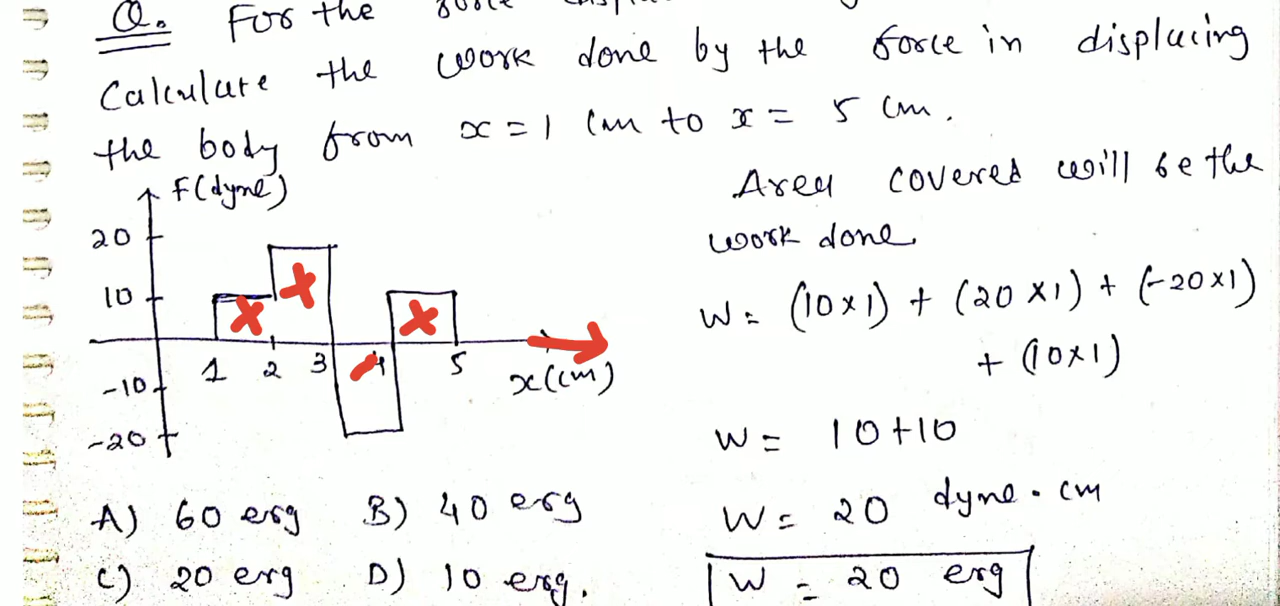 Q. For the
Calculate the work done by the force in displacing
the body from x = 1 cm to x = 5 cm.
F(dyne)
20
10
-10
-20
1 2 3 4 5
x(cm)
A) 60 erg B) 40 erg
C) 20 erg D) 10 erg.
Area covered will be the
work done
W = (10×1) + (20×1) + (-20×1)
+ (10×1)
W = 10+10
W = 20 dyne·cm
W = 20 erg